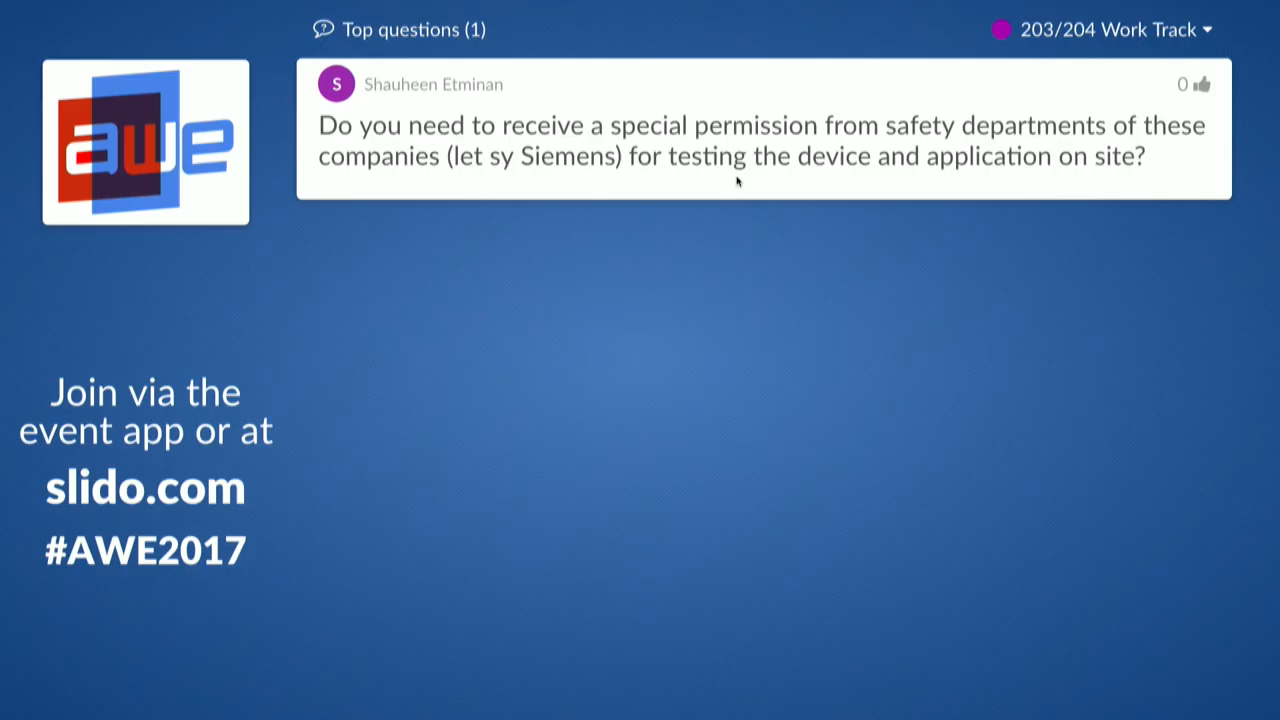 Top questions (1)
203/204 Work Track
awe
S
Shauheen Etminan
0
Do you need to receive a special permission from safety departments of these
companies (let sy Siemens) for testing the device and application on site?
Join via the
event app or at
slido.com
#AWE2017